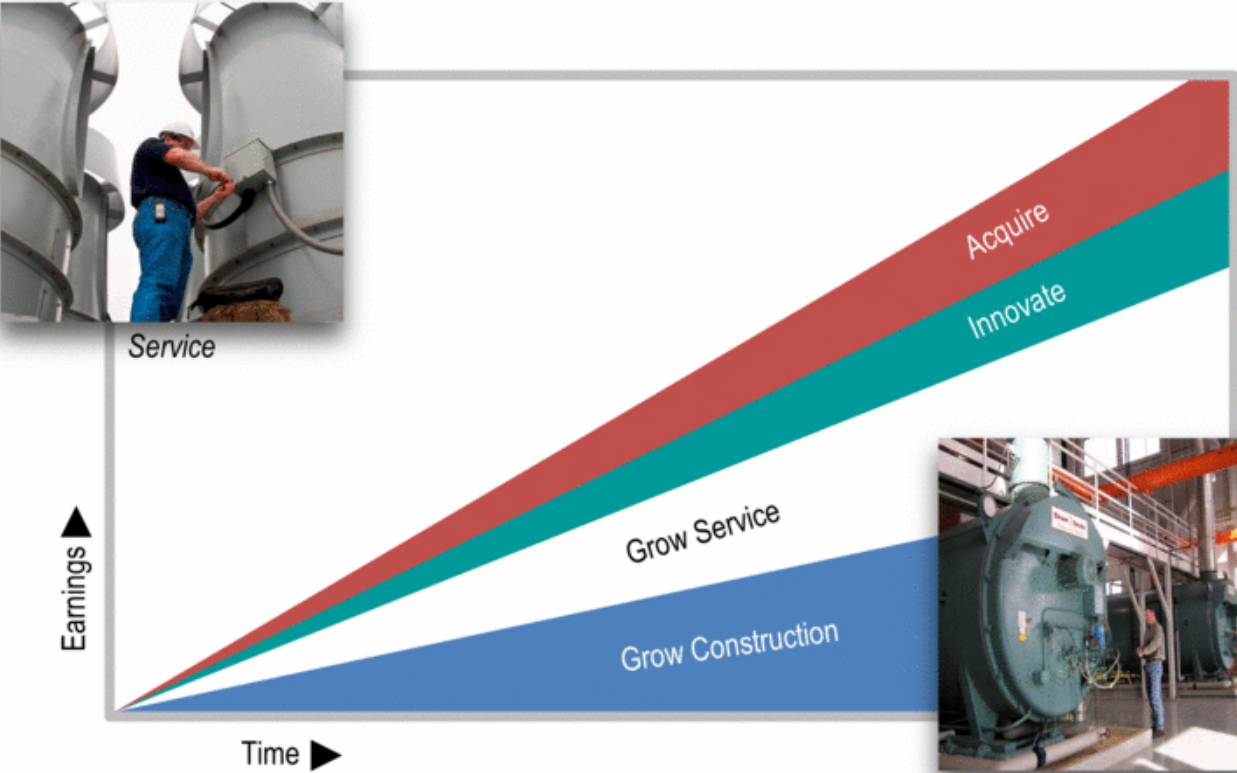 Service
Acquire
Innovate
Grow Service
Grow Construction
Earnings ▲
Time ►